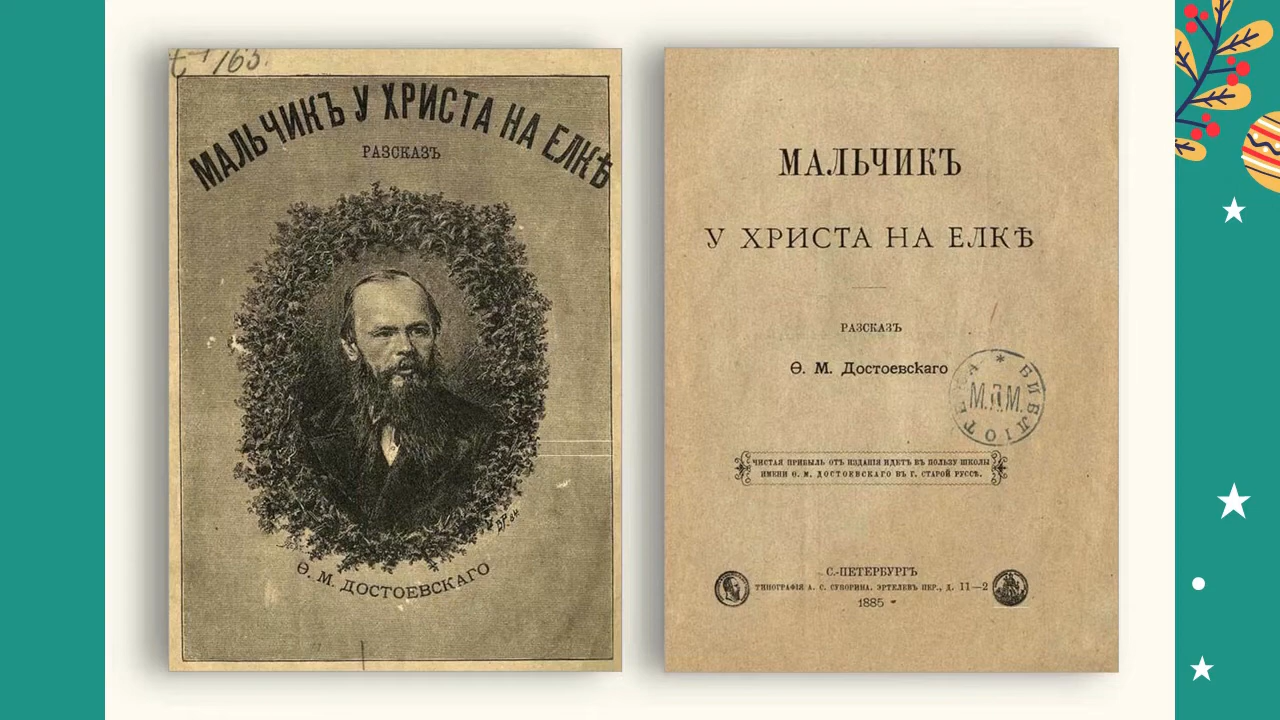 МАЛЬЧИКЪ У ХРИСТА НА ЕЛКѢ
РАЗСКАЗЪ
Ѳ. М. ДОСТОЕВСКАГО
МАЛЬЧИКЪ
У ХРИСТА НА ЕЛКѢ
РАЗСКАЗЪ
Ѳ. М. Достоевскаго
БИБЛІОТЕКА
М.П.М.
ЧИСТАЯ ПРИБЫЛЬ ОТЪ ИЗДАНІЯ ИДЕТЪ ВЪ ПОЛЬЗУ ШКОЛЫ
ИМЕНИ Ѳ. М. ДОСТОЕВСКАГО ВЪ Г. СТАРОЙ РУССѢ.
С.-ПЕТЕРБУРГЪ
ТИПОГРАФІЯ А. С. СУВОРИНА. ЭРТЕЛЕВЪ ПЕР., Д. 11—2
1885